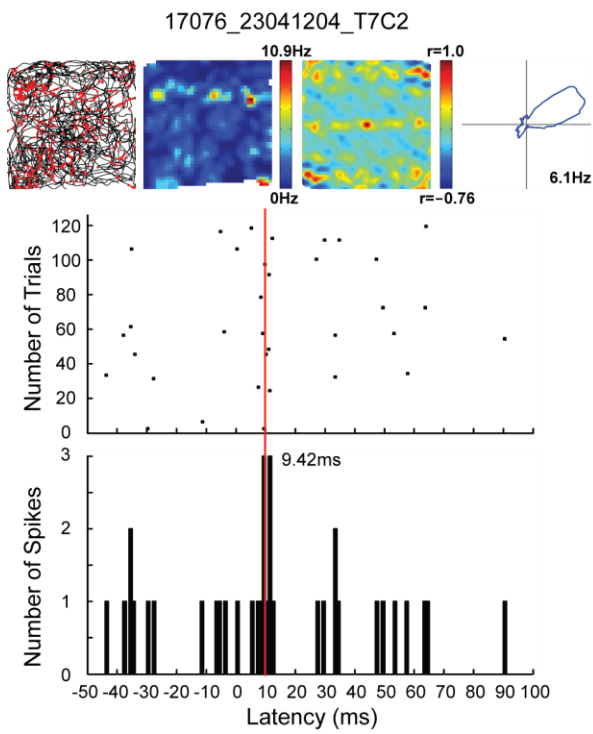 17076_23041204_T7C2
10.9Hz r=1.0
0Hz r=−0.76 6.1Hz
120
100
80
60
40
20
0
Number of Trials
3
2
1
0
Number of Spikes
9.42ms
-50 -40 -30 -20 -10 0 10 20 30 40 50 60 70 80 90 100
Latency (ms)